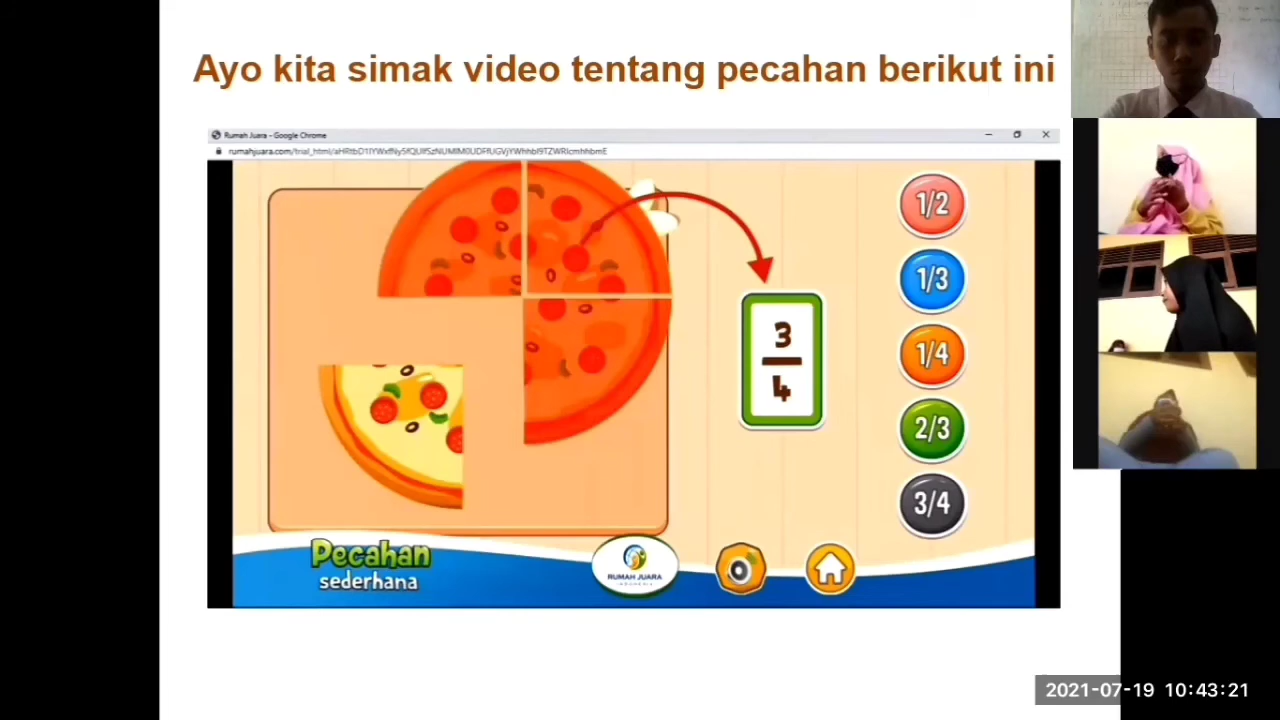 Ayo kita simak video tentang pecahan berikut ini
Rumah Juara - Google Chrome
3
4
1/2
1/3
1/4
2/3
3/4
Pecahan
sederhana
RUMAH JUARA
2021-07-19 10:43:21